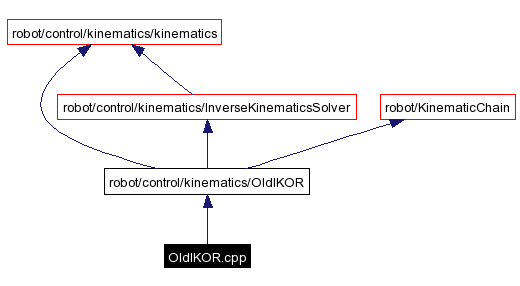 robot/control/kinematics/kinematics
robot/control/kinematics/InverseKinematicsSolver
robot/KinematicChain
robot/control/kinematics/OldIKOR
OldIKOR.cpp